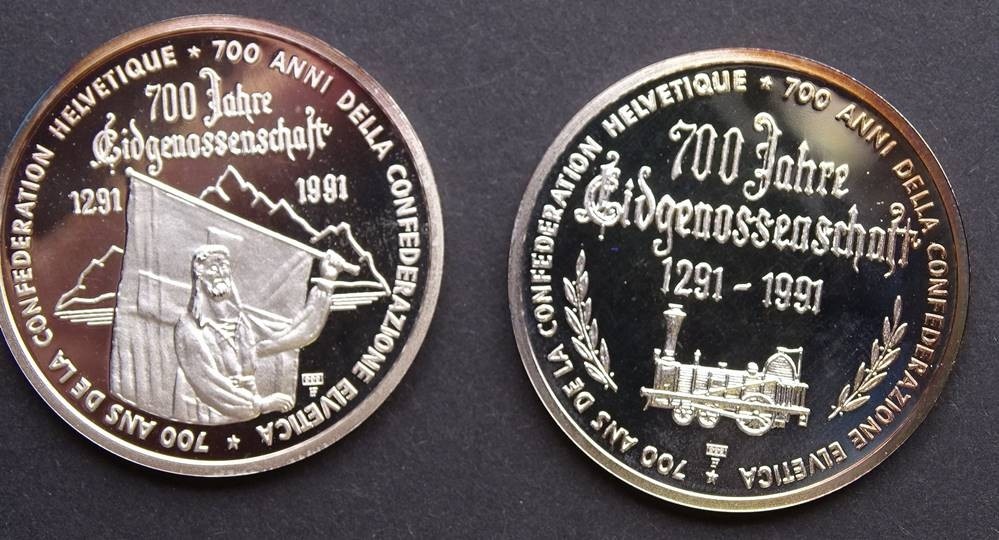 700 ANS DE LA CONFEDERATION HELVETIQUE * 700 ANNI DELLA CONFEDERAZIONE ELVETICA *
700 Jahre
Eidgenossenschaft
1291 1991
700 ANS DE LA CONFEDERATION HELVETIQUE * 700 ANNI DELLA CONFEDERAZIONE ELVETICA *
700 Jahre
Eidgenossenschaft
1291 - 1991